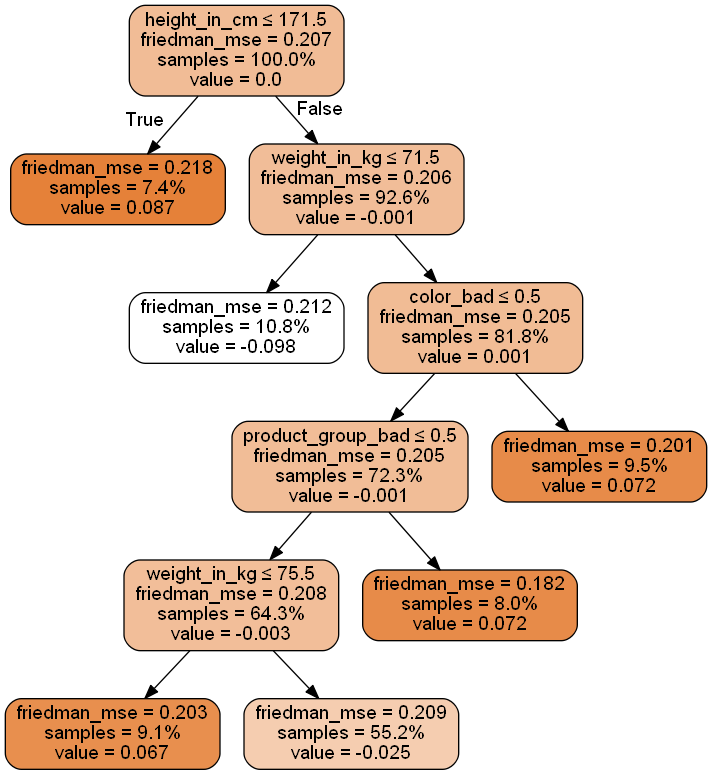 height_in_cm ≤ 171.5
friedman_mse = 0.207
samples = 100.0%
value = 0.0
True
False
friedman_mse = 0.218
samples = 7.4%
value = 0.087
weight_in_kg ≤ 71.5
friedman_mse = 0.206
samples = 92.6%
value = -0.001
friedman_mse = 0.212
samples = 10.8%
value = -0.098
color_bad ≤ 0.5
friedman_mse = 0.205
samples = 81.8%
value = 0.001
product_group_bad ≤ 0.5
friedman_mse = 0.205
samples = 72.3%
value = -0.001
friedman_mse = 0.201
samples = 9.5%
value = 0.072
weight_in_kg ≤ 75.5
friedman_mse = 0.208
samples = 64.3%
value = -0.003
friedman_mse = 0.182
samples = 8.0%
value = 0.072
friedman_mse = 0.203
samples = 9.1%
value = 0.067
friedman_mse = 0.209
samples = 55.2%
value = -0.025